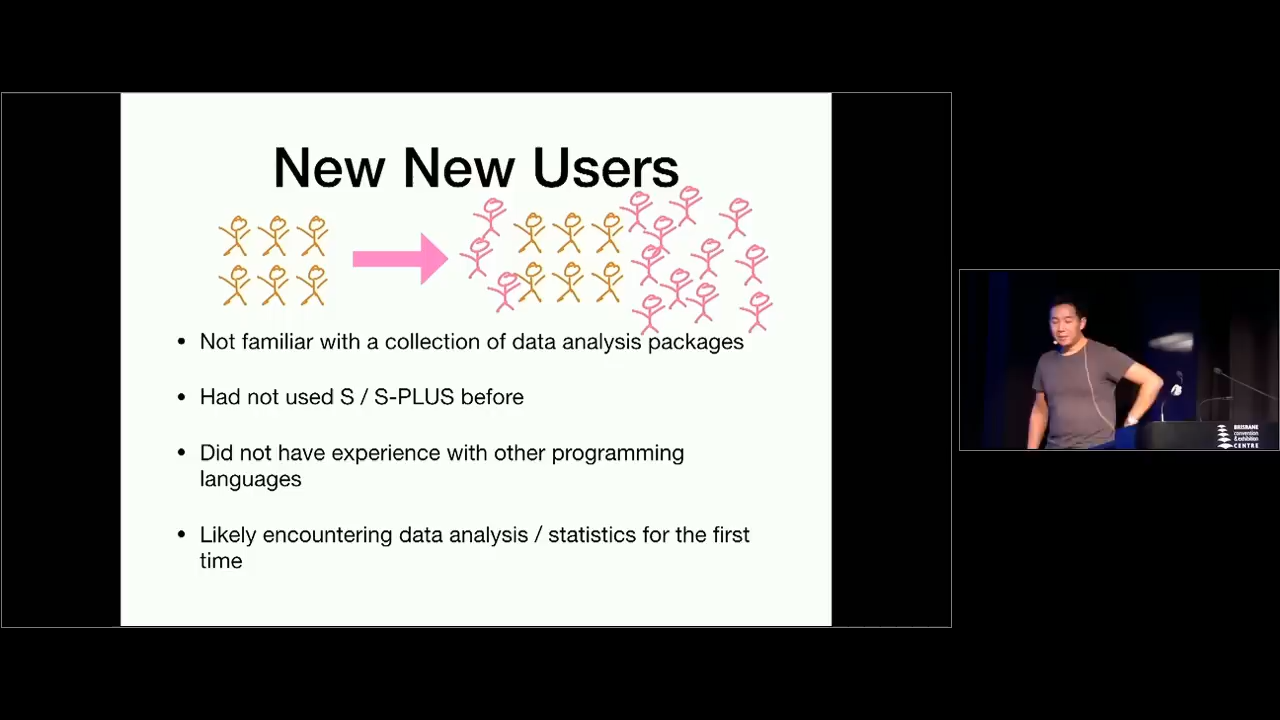 New New Users
• Not familiar with a collection of data analysis packages
• Had not used S / S-PLUS before
• Did not have experience with other programming
languages
• Likely encountering data analysis / statistics for the first
time
BRISBANE
convention
& exhibition
CENTRE